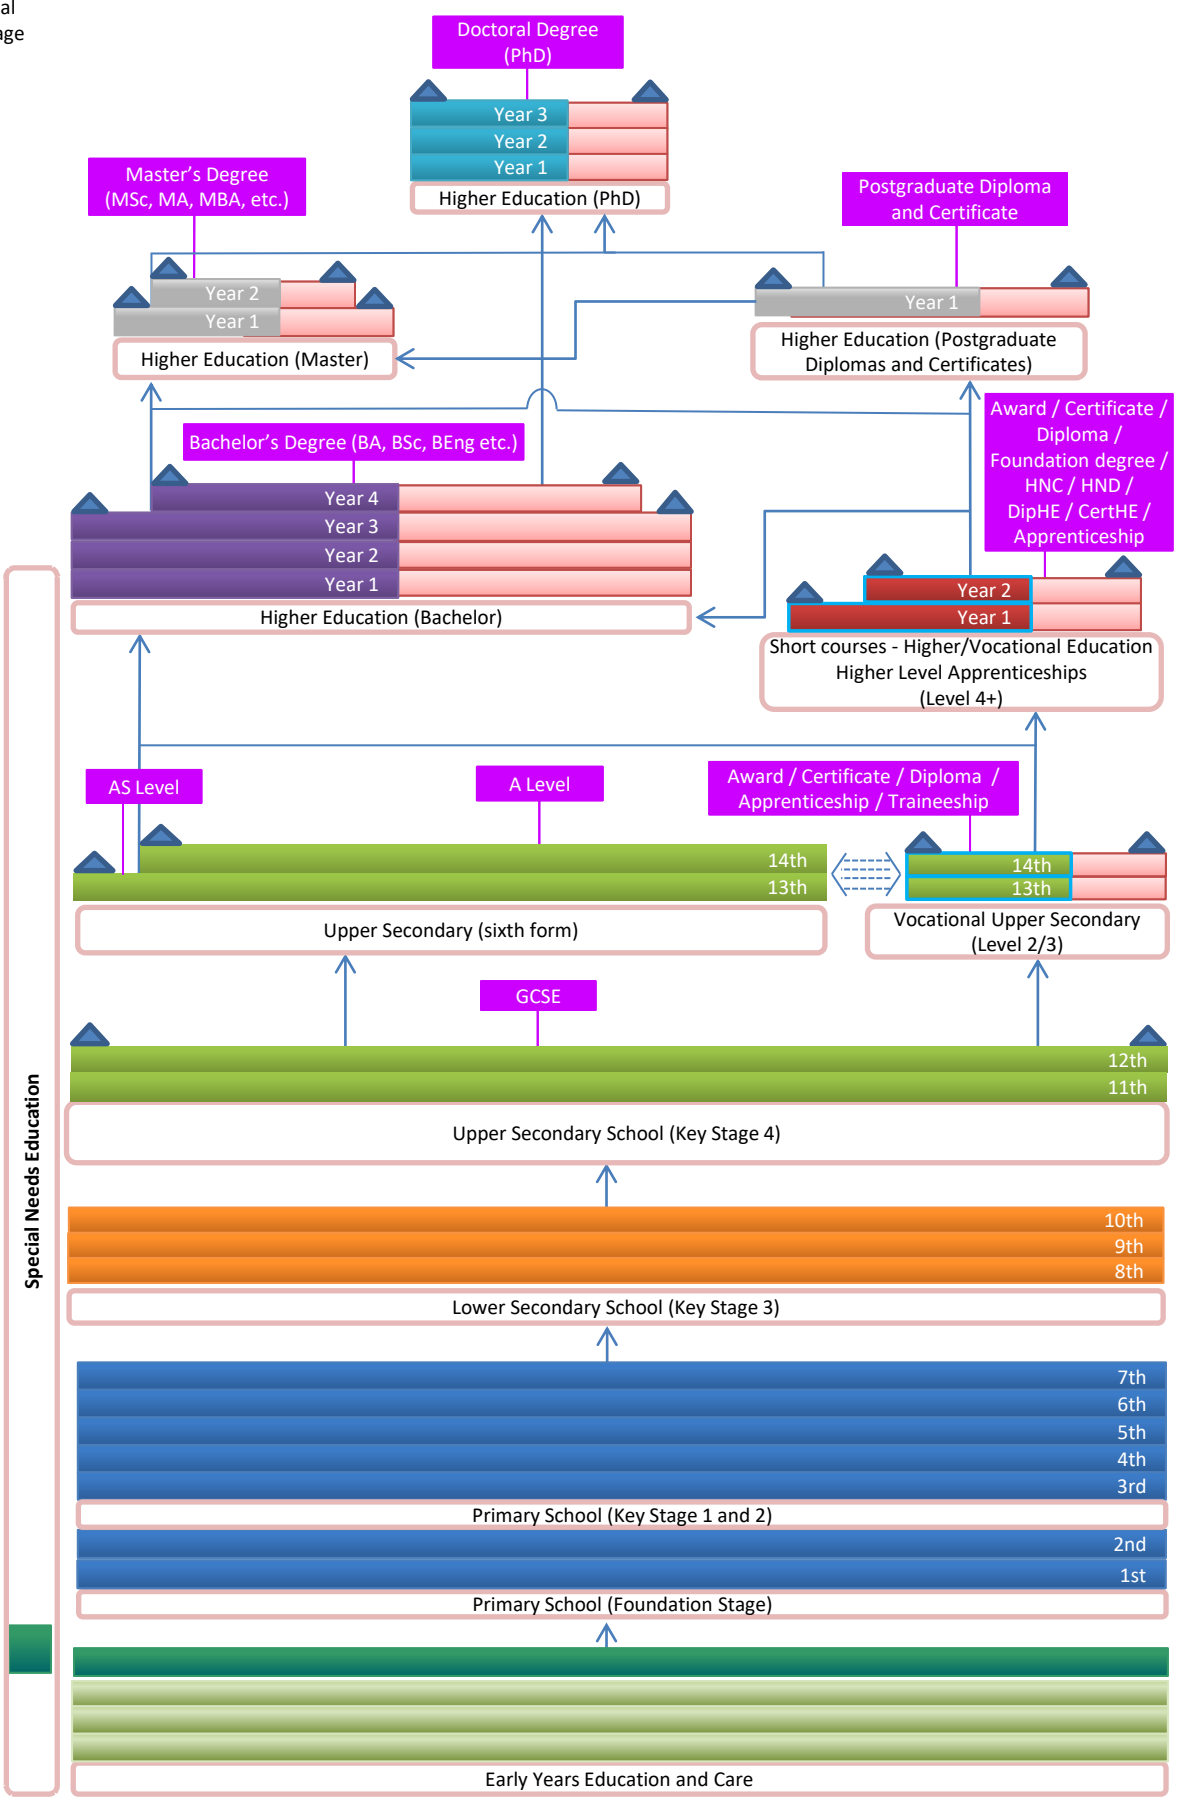 al
age
Doctoral Degree
(PhD)
Year 3
Year 2
Year 1
Higher Education (PhD)
Master's Degree
(MSc, MA, MBA, etc.)
Year 2
Year 1
Higher Education (Master)
Postgraduate Diploma
and Certificate
Year 1
Higher Education (Postgraduate
Diplomas and Certificates)
Bachelor's Degree (BA, BSc, BEng etc.)
Year 4
Year 3
Year 2
Year 1
Higher Education (Bachelor)
Award / Certificate /
Diploma /
Foundation degree /
HNC / HND /
DipHE / CertHE /
Apprenticeship
Year 2
Year 1
Short courses - Higher/Vocational Education
Higher Level Apprenticeships
(Level 4+)
AS Level
A Level
14th
13th
Upper Secondary (sixth form)
Award / Certificate / Diploma /
Apprenticeship / Traineeship
14th
13th
Vocational Upper Secondary
(Level 2/3)
GCSE
12th
11th
Upper Secondary School (Key Stage 4)
10th
9th
8th
Lower Secondary School (Key Stage 3)
7th
6th
5th
4th
3rd
Primary School (Key Stage 1 and 2)
2nd
1st
Primary School (Foundation Stage)
Early Years Education and Care
Special Needs Education